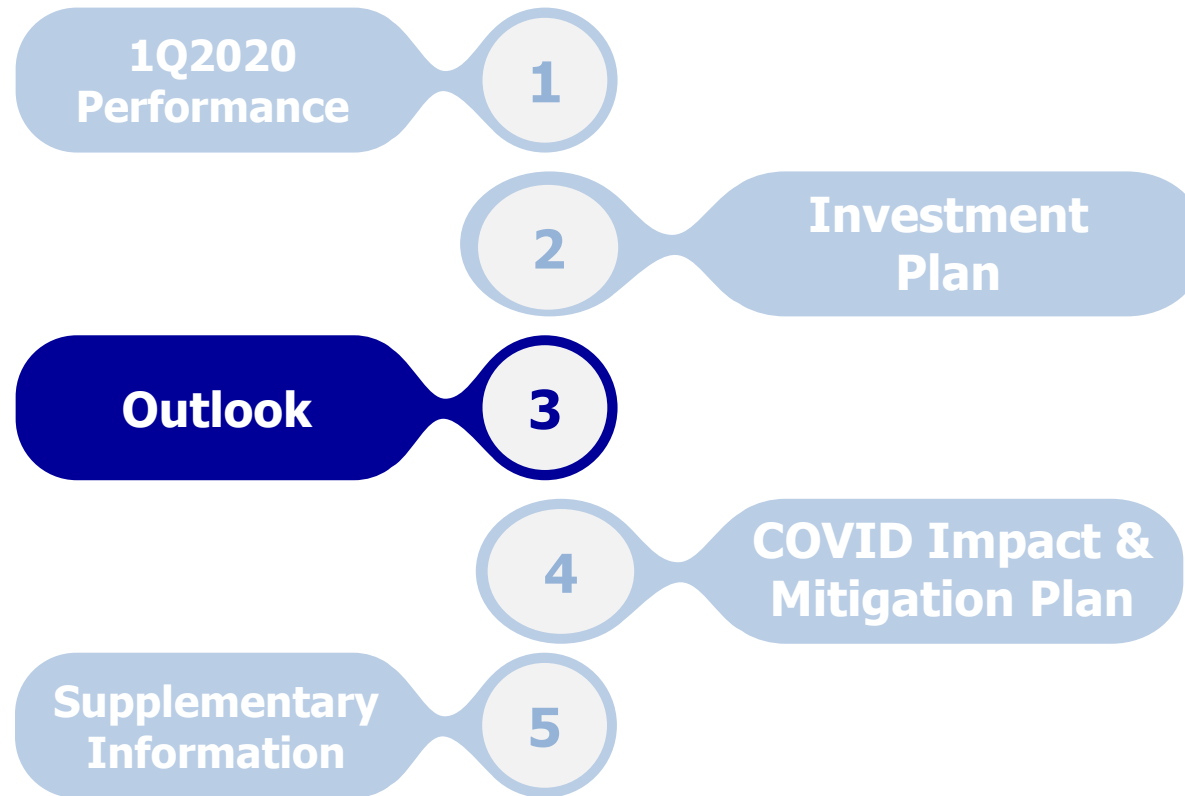 1Q2020
Performance
1
2
Investment
Plan
Outlook
3
4
COVID Impact &
Mitigation Plan
Supplementary
Information
5